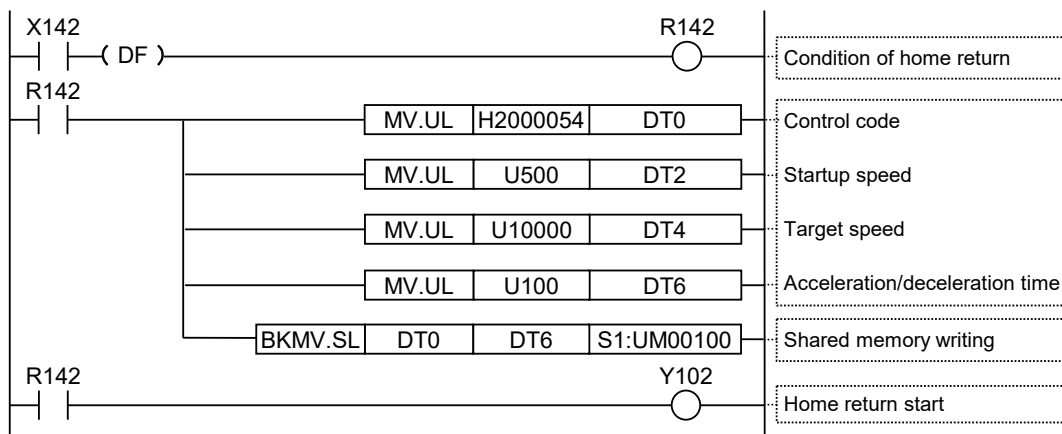 X142 R142
( DF ) Condition of home return
R142
MV.UL H2000054 DT0 Control code
MV.UL U500 DT2 Startup speed
MV.UL U10000 DT4 Target speed
MV.UL U100 DT6 Acceleration/deceleration time
BKMV.SL DT0 DT6 S1:UM00100 Shared memory writing
R142 Y102
Home return start